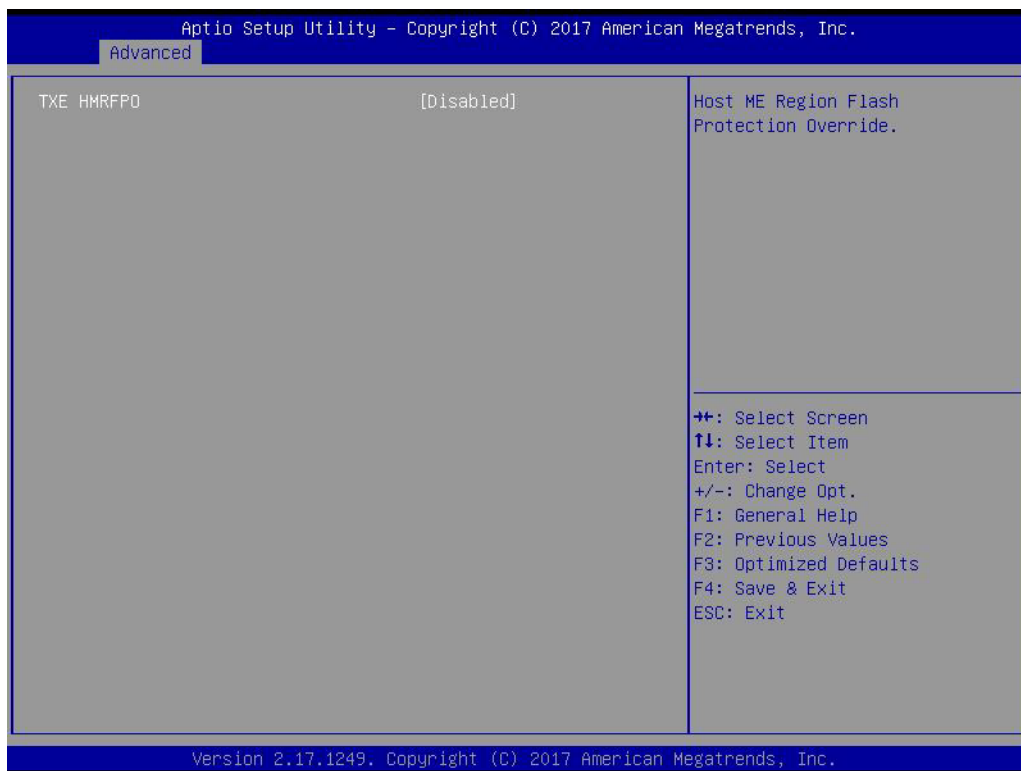 Aptio Setup Utility – Copyright (C) 2017 American Megatrends, Inc.
Advanced
TXE HMRFPO [Disabled]
Host ME Region Flash
Protection Override.
→←: Select Screen
↑↓: Select Item
Enter: Select
+/-: Change Opt.
F1: General Help
F2: Previous Values
F3: Optimized Defaults
F4: Save & Exit
ESC: Exit
Version 2.17.1249. Copyright (C) 2017 American Megatrends, Inc.